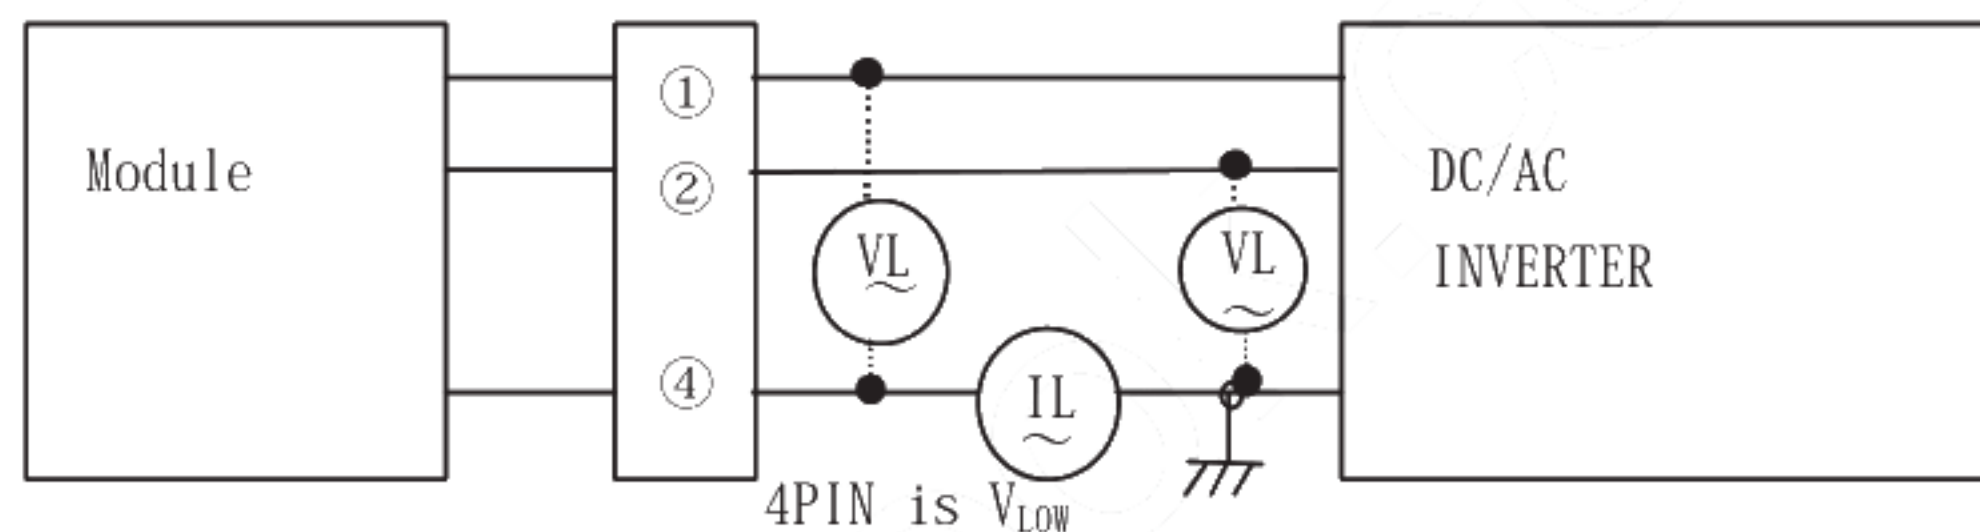 ①
Module
②
DC/AC
VL
VL
INVERTER
④
IL
4PIN is VLOW